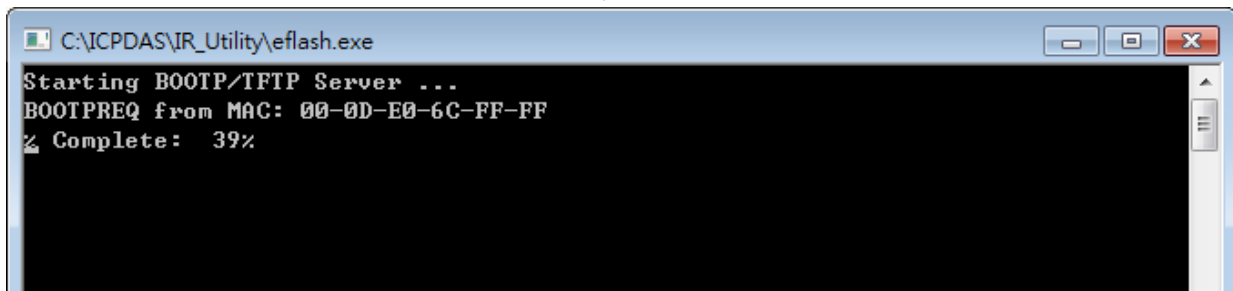 C:\ICPDAS\IR_Utility\eflash.exe
Starting BOOTP/TFTP Server ...
BOOTPREQ from MAC: 00-0D-E0-6C-FF-FF
% Complete:  39%